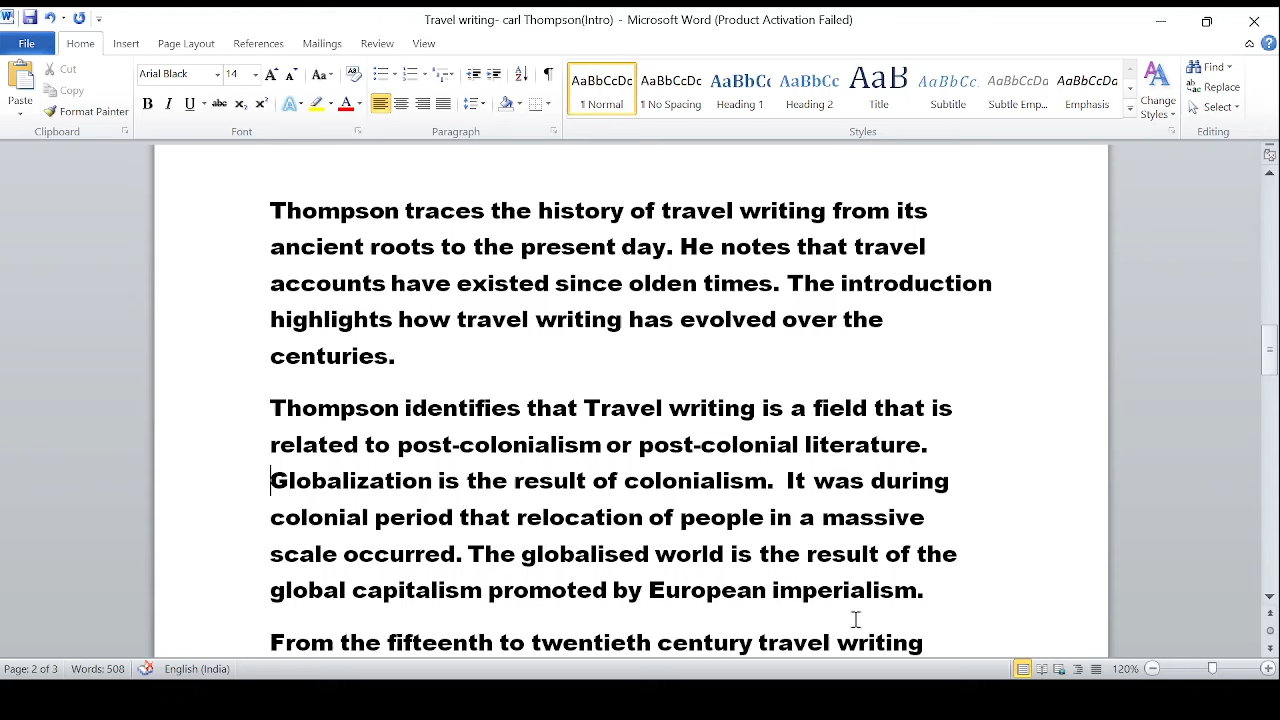 Travel writing- carl Thompson(Intro) - Microsoft Word (Product Activation Failed)
File Home Insert Page Layout References Mailings Review View
Paste Cut Copy Format Painter Clipboard
Arial Black 14 Aa B I U abc x₂ x² A Font
Paragraph
AaBbCcDc ¶ Normal AaBbCcDc ¶ No Spacing AaBbCc Heading 1 AaBbCc Heading 2 AaB Title AaBbCc. Subtitle AaBbCcDc Subtle Emp... AaBbCcDc Emphasis Change Styles Styles
Find Replace Select Editing
Thompson traces the history of travel writing from its
ancient roots to the present day. He notes that travel
accounts have existed since olden times.  The introduction
highlights how travel writing has evolved over the
centuries.
Thompson identifies that Travel writing is a field that is
related to post-colonialism or post-colonial literature.
Globalization is the result of colonialism.  It was during
colonial period that relocation of people in a massive
scale occurred. The globalised world is the result of the
global capitalism promoted by European imperialism.
From the fifteenth to twentieth century travel writing
Page: 2 of 3 Words: 508 English (India) 120%